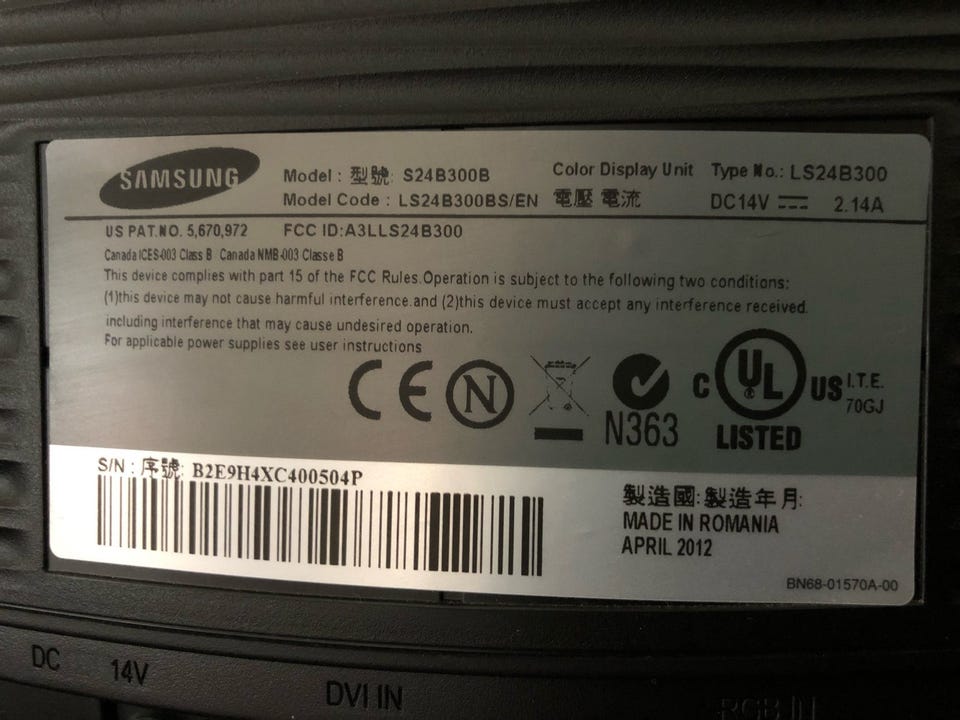 SAMSUNG
Model : 型號: S24B300B
Color Display Unit Type No.: LS24B300
Model Code : LS24B300BS/EN 電壓 電流 DC14V 2.14A
US PAT.NO. 5,670,972 FCC ID:A3LLS24B300
Canada ICES-003 Class B Canada NMB-003 Classe B
This device complies with part 15 of the FCC Rules.Operation is subject to the following two conditions:
(1)this device may not cause harmful interference.and (2)this device must accept any interference received.
including interference that may cause undesired operation.
For applicable power supplies see user instructions
CE N N363 C UL US LISTED I.T.E. 70GJ
S/N : 序號: B2E9H4XC400504P
製造國: 製造年月:
MADE IN ROMANIA
APRIL 2012
BN68-01570A-00
DC 14V DVI IN RGB IN